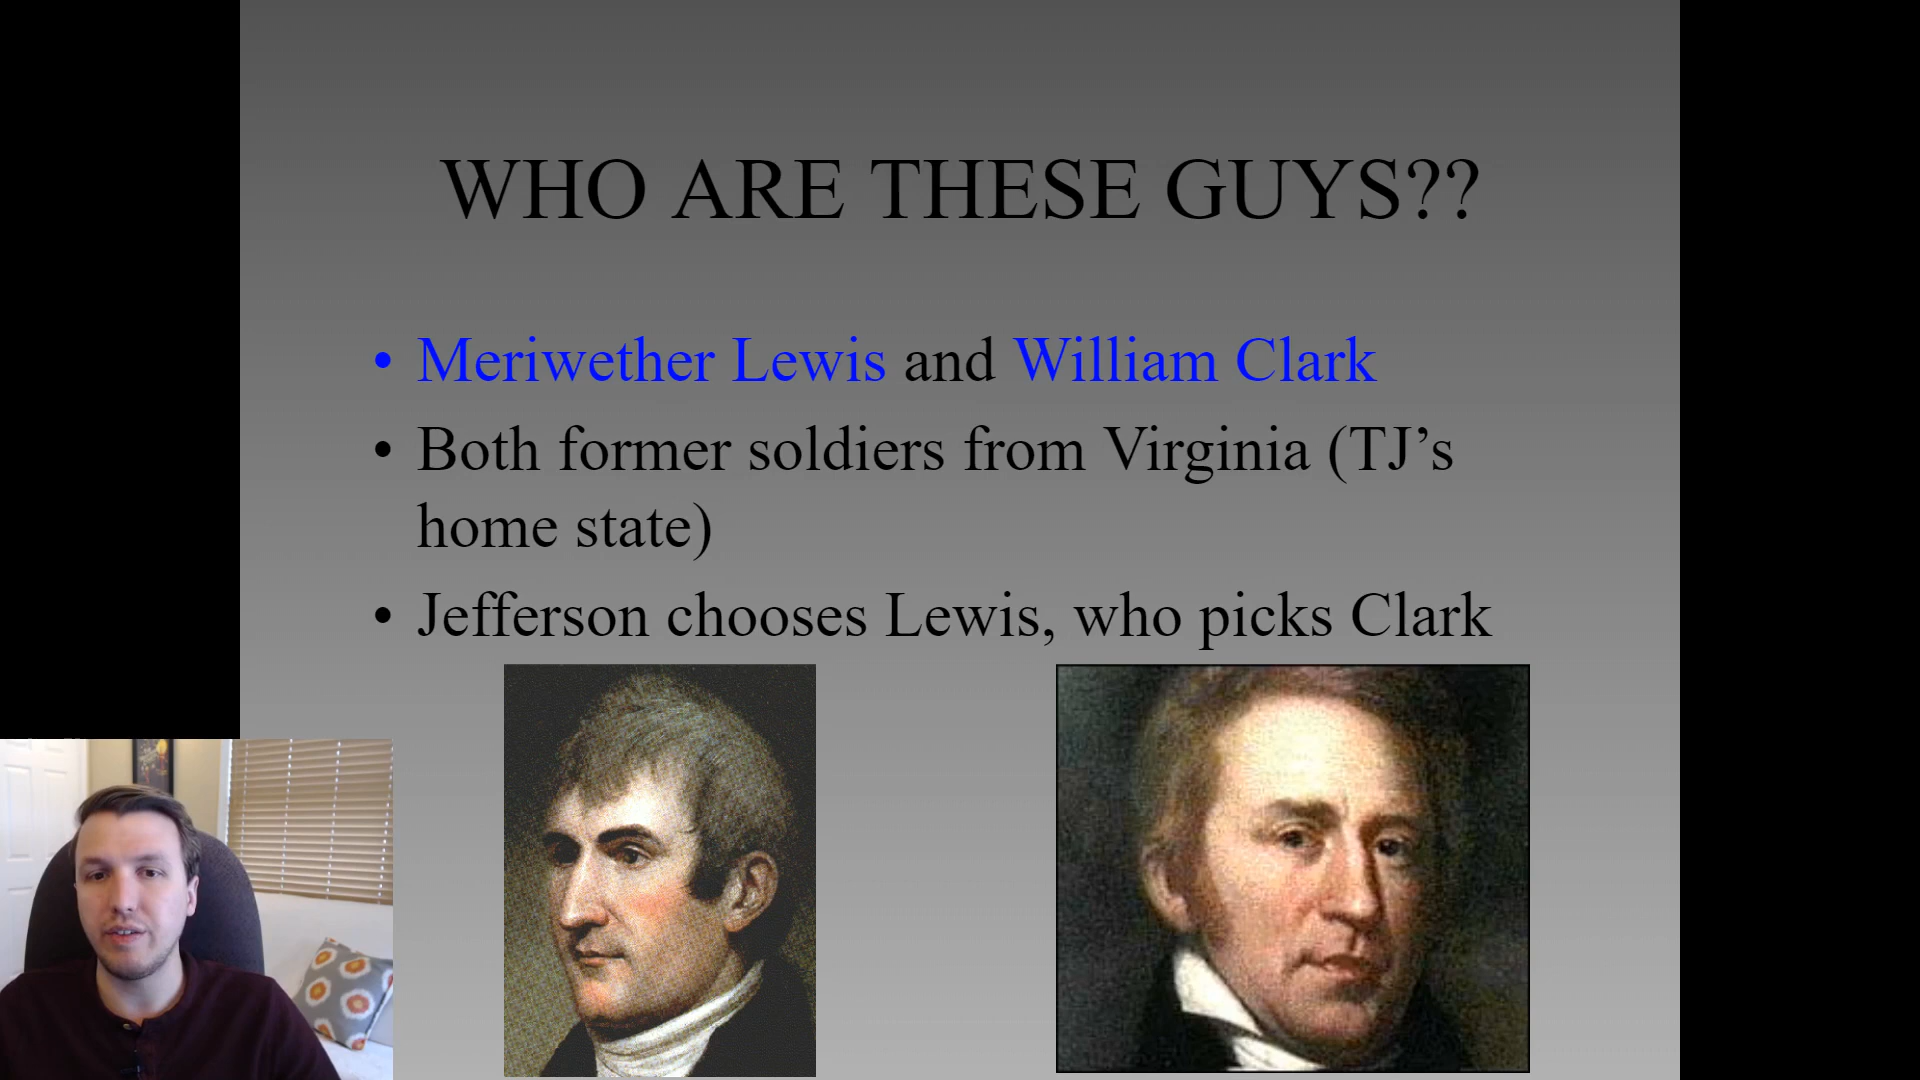 WHO ARE THESE GUYS??
• Meriwether Lewis and William Clark
• Both former soldiers from Virginia (TJ’s
home state)
• Jefferson chooses Lewis, who picks Clark